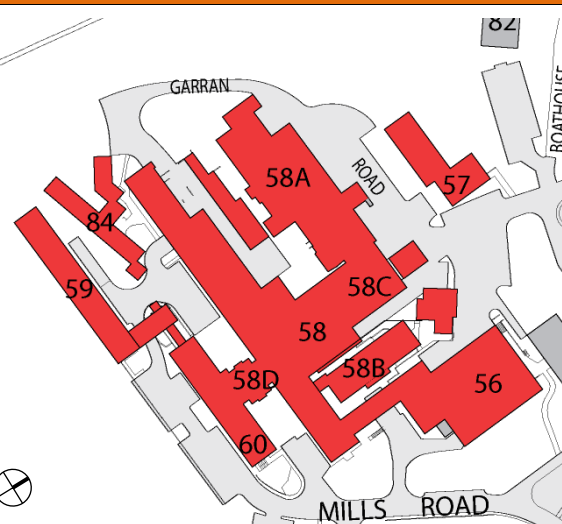 82
GARRAN
BOATHOUSE
58A
ROAD
57
84
59
58C
58
58B
58D
56
60
MILLS ROAD